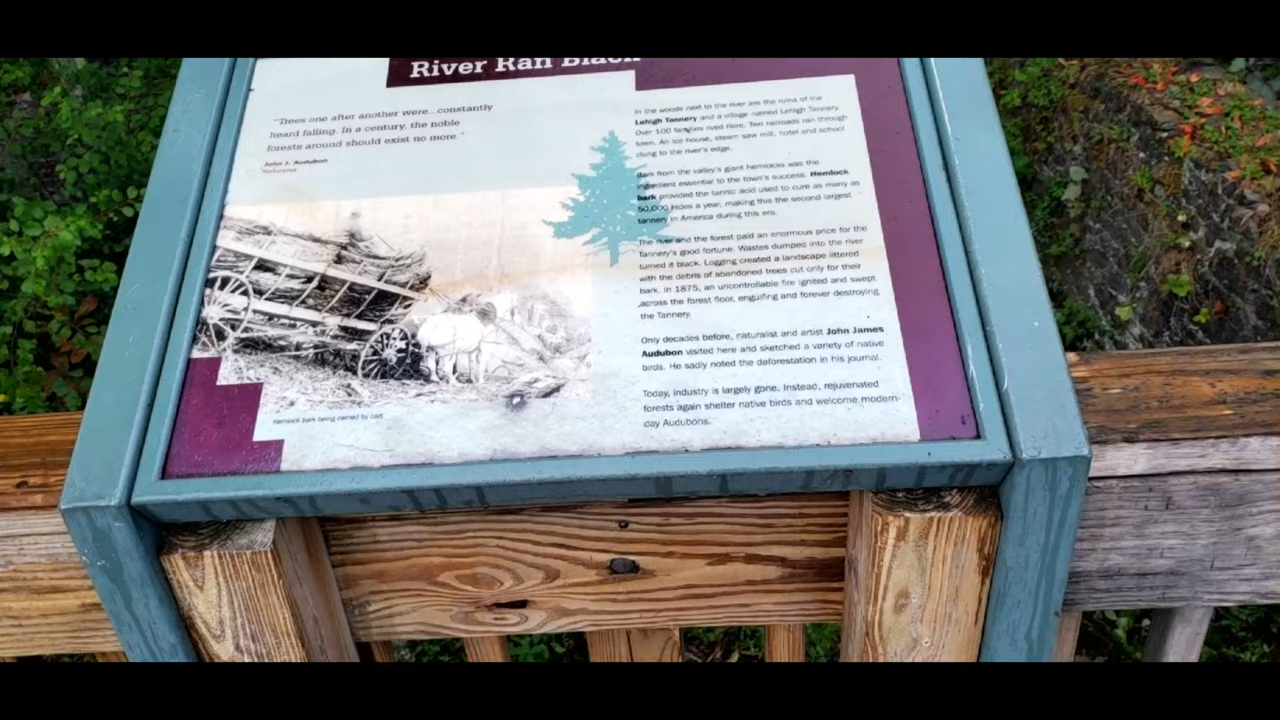 River Ran Black
"Trees one after another were...constantly
heard falling. In a century, the noble
forests around should exist no more."
John J. Audubon
Naturalist
Hemlock bark being carried by cart.
In the woods next to the river are the ruins of the
Lehigh Tannery and a village named Lehigh Tannery.
Over 100 families lived here. Two railroads ran through
town. An ice house, steam saw mill, hotel and school
clung to the river's edge.
Bark from the valley's giant hemlocks was the
ingredient essential to the town's success. Hemlock
bark provided the tannic acid used to cure as many as
50,000 hides a year, making this the second largest
tannery in America during this era.
The river and the forest paid an enormous price for the
Tannery's good fortune. Wastes dumped into the river
turned it black. Logging created a landscape littered
with the debris of abandoned trees cut only for their
bark. In 1875, an uncontrollable fire ignited and swept
across the forest floor, engulfing and forever destroying
the Tannery.
Only decades before, naturalist and artist John James
Audubon visited here and sketched a variety of native
birds. He sadly noted the deforestation in his journal.
Today, industry is largely gone. Instead, rejuvenated
forests again shelter native birds and welcome modern-
day Audubons.